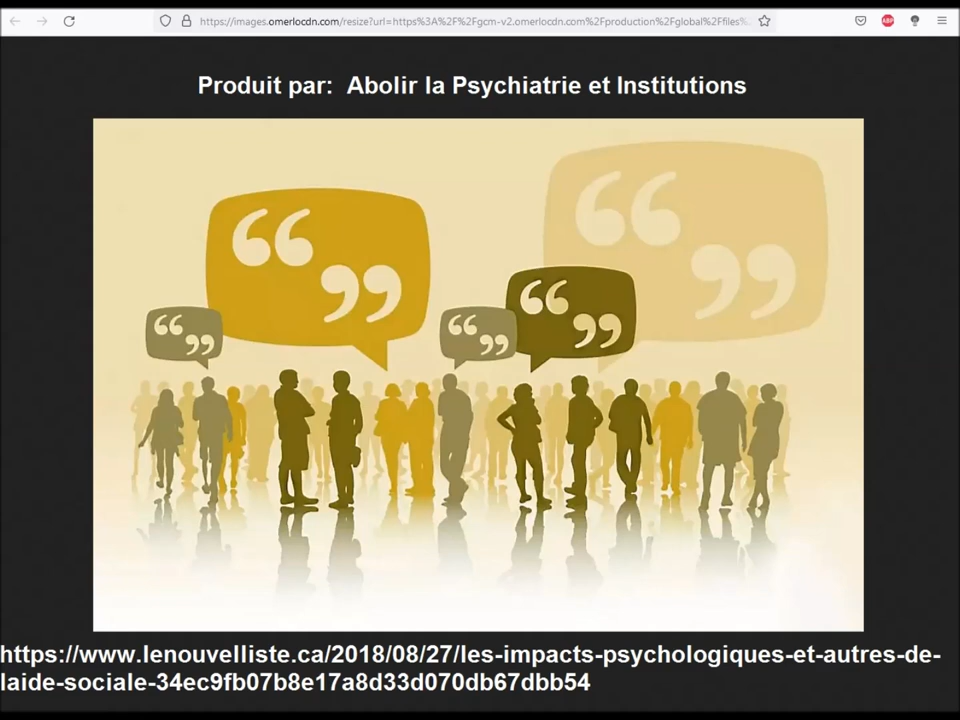 https://images.omerlocdn.com/resize?url=https%3A%2F%2Fgcm-v2.omerlocdn.com%2Fproduction%2Fglobal%2Ffiles%
ABP
Produit par: Abolir la Psychiatrie et Institutions
https://www.lenouvelliste.ca/2018/08/27/les-impacts-psychologiques-et-autres-de-
laide-sociale-34ec9fb07b8e17a8d33d070db67dbb54